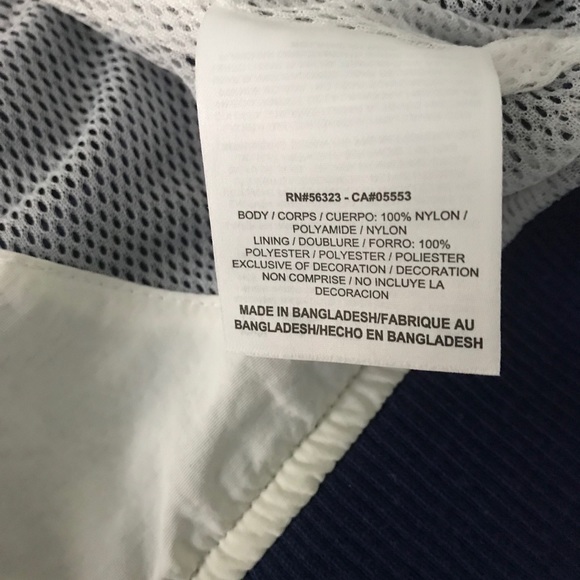 RN#56323 - CA#05553
BODY / CORPS / CUERPO: 100% NYLON /
POLYAMIDE / NYLON
LINING / DOUBLURE / FORRO: 100%
POLYESTER / POLYESTER / POLIESTER
EXCLUSIVE OF DECORATION / DECORATION
NON COMPRISE / NO INCLUYE LA
DECORACION
MADE IN BANGLADESH/FABRIQUE AU
BANGLADESH/HECHO EN BANGLADESH